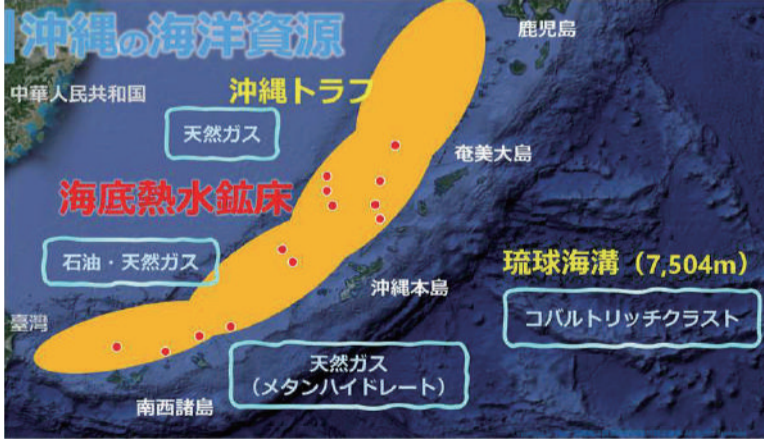 沖縄の海洋資源
鹿児島
中華人民共和国
沖縄トラフ
天然ガス
奄美大島
海底熱水鉱床
石油・天然ガス
琉球海溝（7,504m）
沖縄本島
コバルトリッチクラスト
臺灣
天然ガス
（メタンハイドレート）
南西諸島